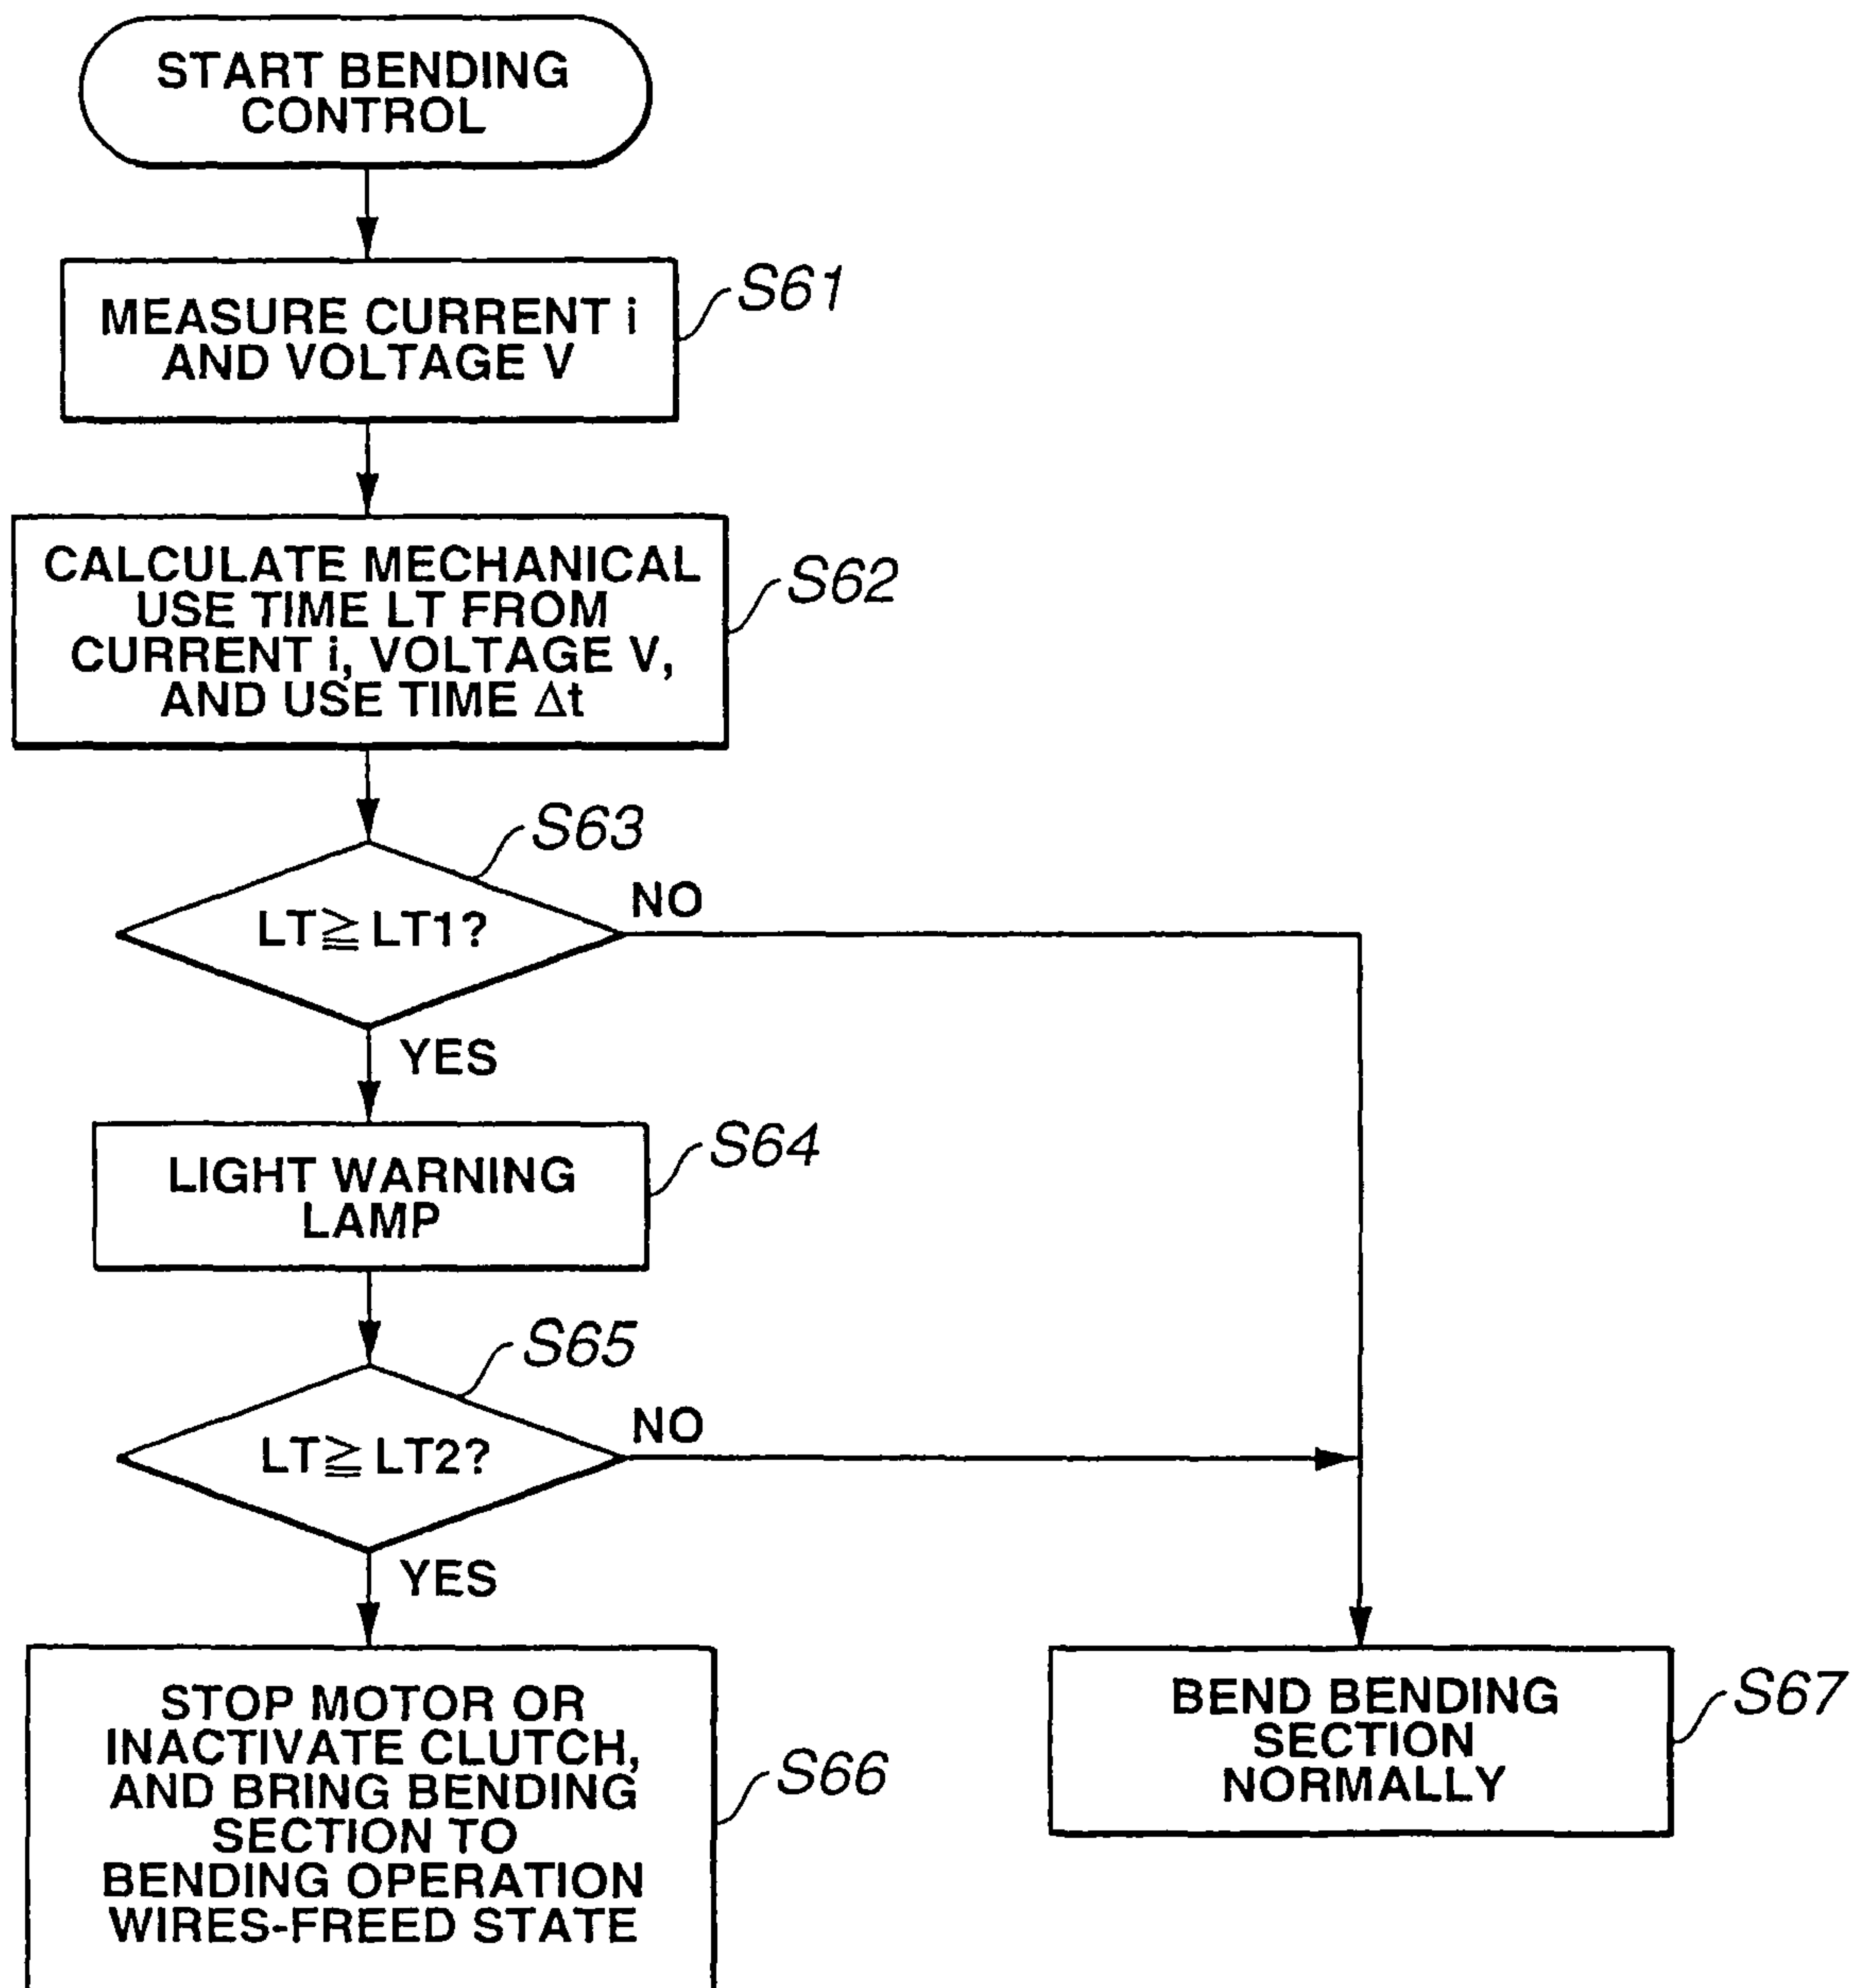 START BENDING
CONTROL
MEASURE CURRENT i
AND VOLTAGE V
S61
CALCULATE MECHANICAL
USE TIME LT FROM
CURRENT i, VOLTAGE V,
AND USE TIME Δt
S62
S63
LT≧LT1?
NO
YES
LIGHT WARNING
LAMP
S64
S65
LT≧LT2?
NO
YES
STOP MOTOR OR
INACTIVATE CLUTCH,
AND BRING BENDING
SECTION TO
BENDING OPERATION
WIRES-FREED STATE
S66
BEND BENDING
SECTION
NORMALLY
S67